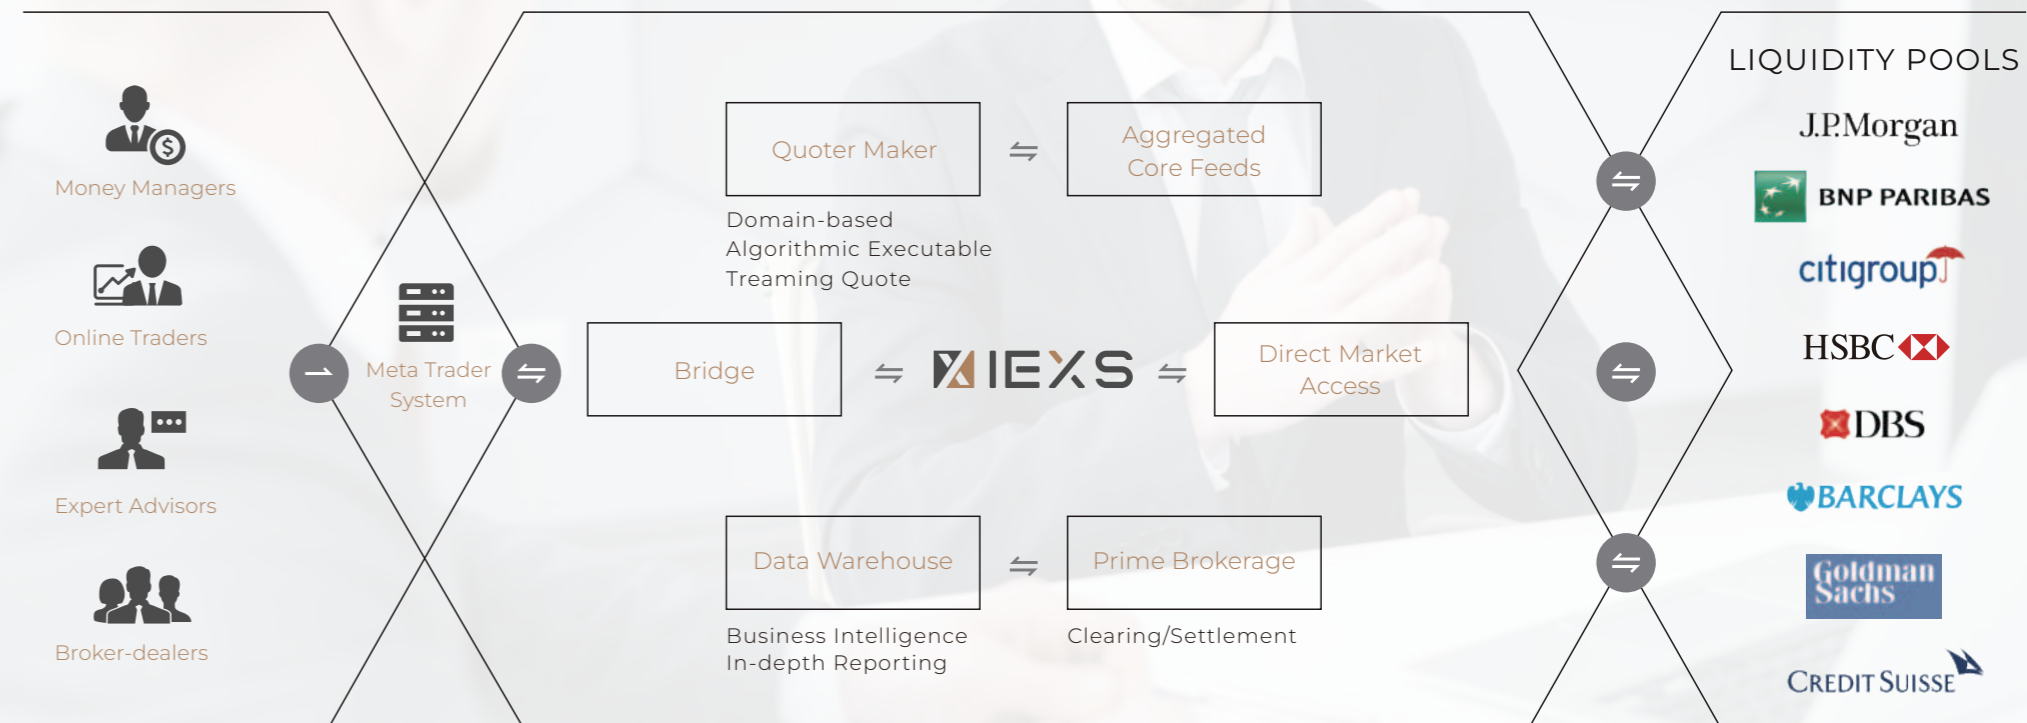 Money Managers
Online Traders
Expert Advisors
Broker-dealers
Meta Trader
System
Quoter Maker
Domain-based
Algorithmic Executable
Treaming Quote
Aggregated
Core Feeds
Bridge
IEXS
Direct Market
Access
Data Warehouse
Business Intelligence
In-depth Reporting
Prime Brokerage
Clearing/Settlement
LIQUIDITY POOLS
J.P.Morgan
BNP PARIBAS
citigroup
HSBC
DBS
BARCLAYS
Goldman
Sachs
CREDIT SUISSE